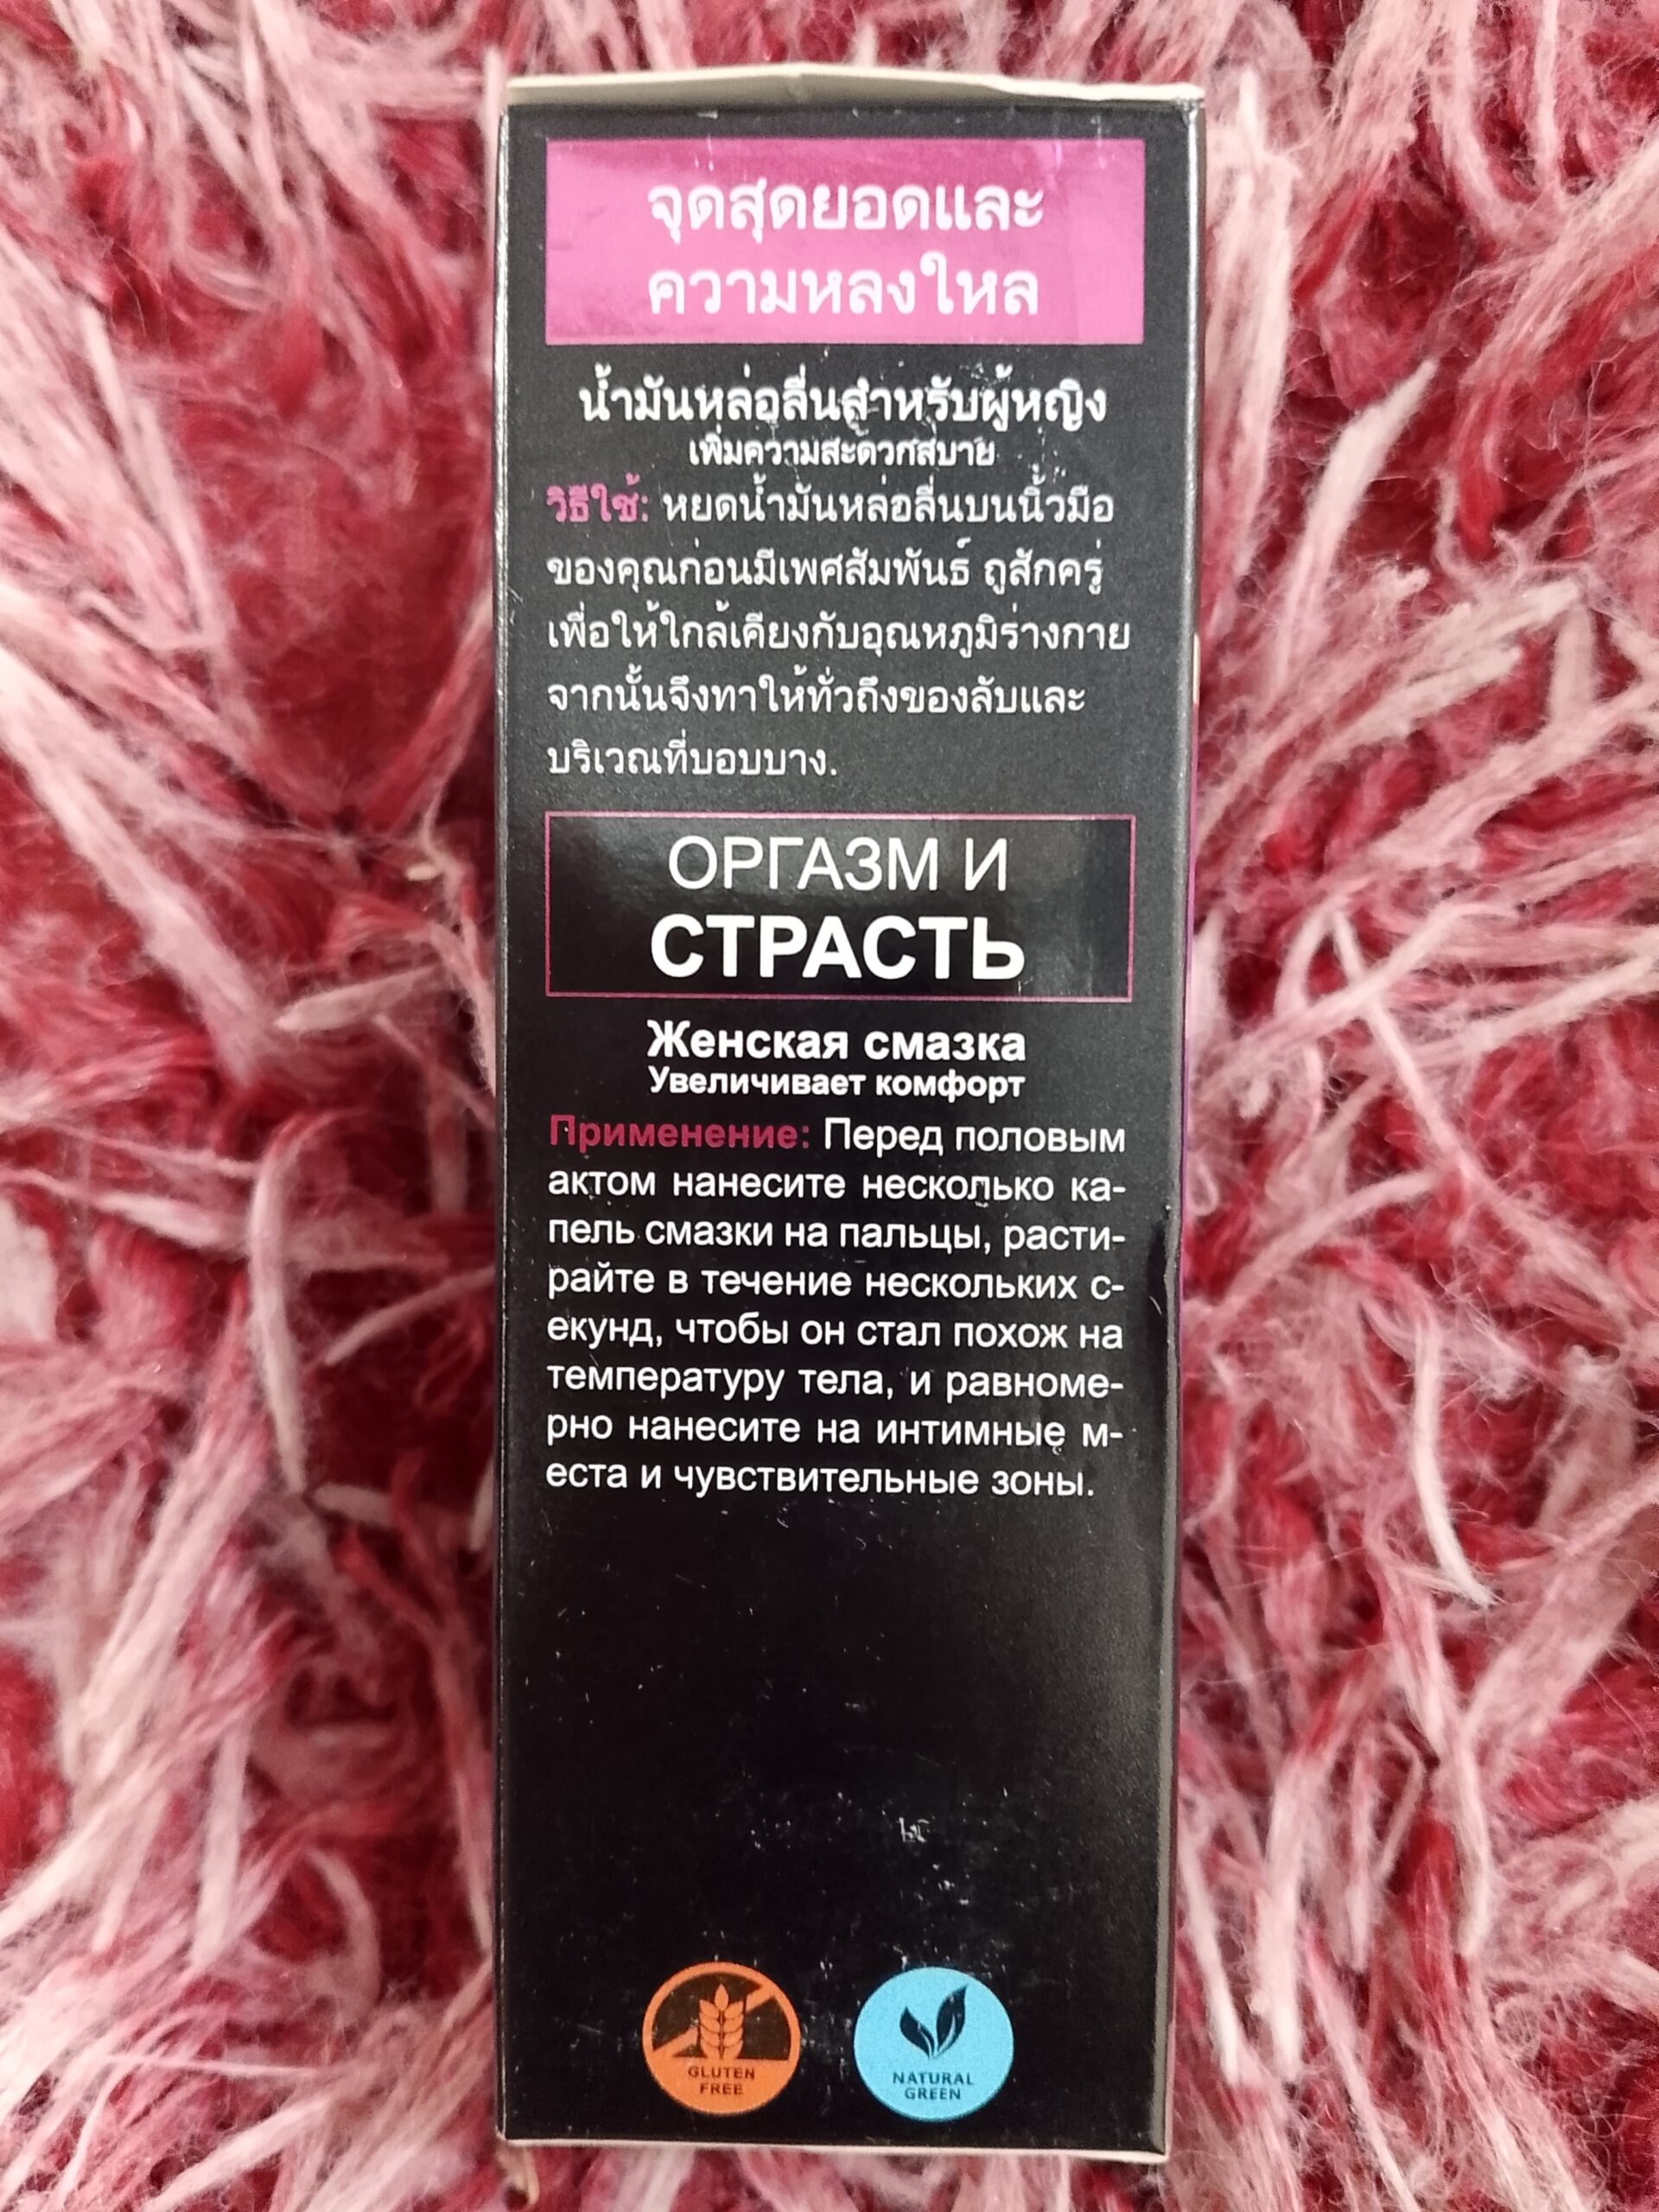 จุดสุดยอดและ
ความหลงใหล
น้ำมันหล่อลื่นสำหรับผู้หญิง
เพิ่มความสะดวกสบาย
วิธีใช้: หยดน้ำมันหล่อลื่นบนนิ้วมือ
ของคุณก่อนมีเพศสัมพันธ์ ถูสักครู่
เพื่อให้ใกล้เคียงกับอุณหภูมิร่างกาย
จากนั้นจึงทาให้ทั่วถึงของลับและ
บริเวณที่บอบบาง.
ОРГАЗМ И
СТРАСТЬ
Женская смазка
Увеличивает комфорт
Применение: Перед половым
актом нанесите несколько ка-
пель смазки на пальцы, расти-
райте в течение нескольких с-
екунд, чтобы он стал похож на
температуру тела, и равноме-
рно нанесите на интимные м-
еста и чувствительные зоны.
GLUTEN
FREE
NATURAL
GREEN